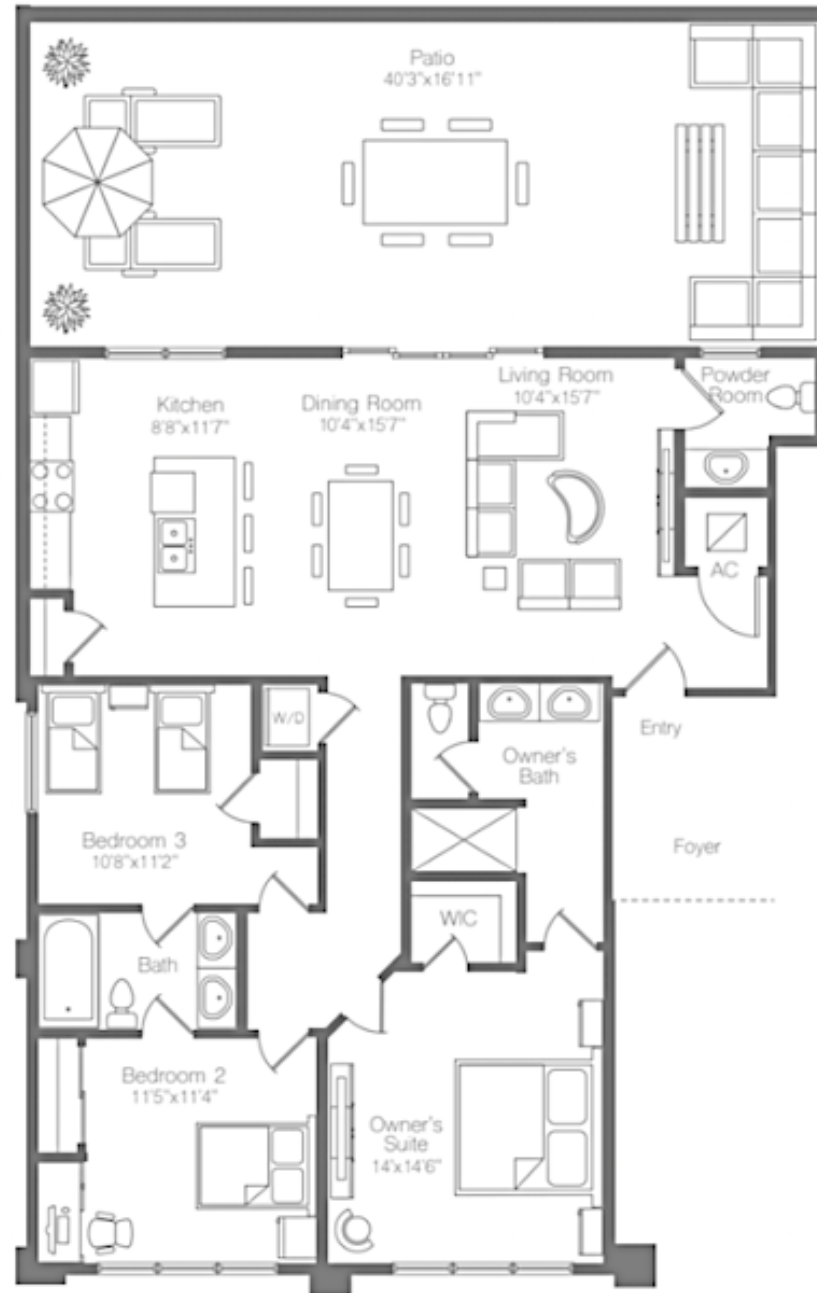 Patio
40'3"x16'11"
Kitchen
8'8"x11'7"
Dining Room
10'4"x15'7"
Living Room
10'4"x15'7"
Powder
Room
AC
W/D
Owner's
Bath
Entry
Bedroom 3
10'8"x11'2"
Foyer
WIC
Bath
Bedroom 2
11'5"x11'4"
Owner's
Suite
14'x14'6"